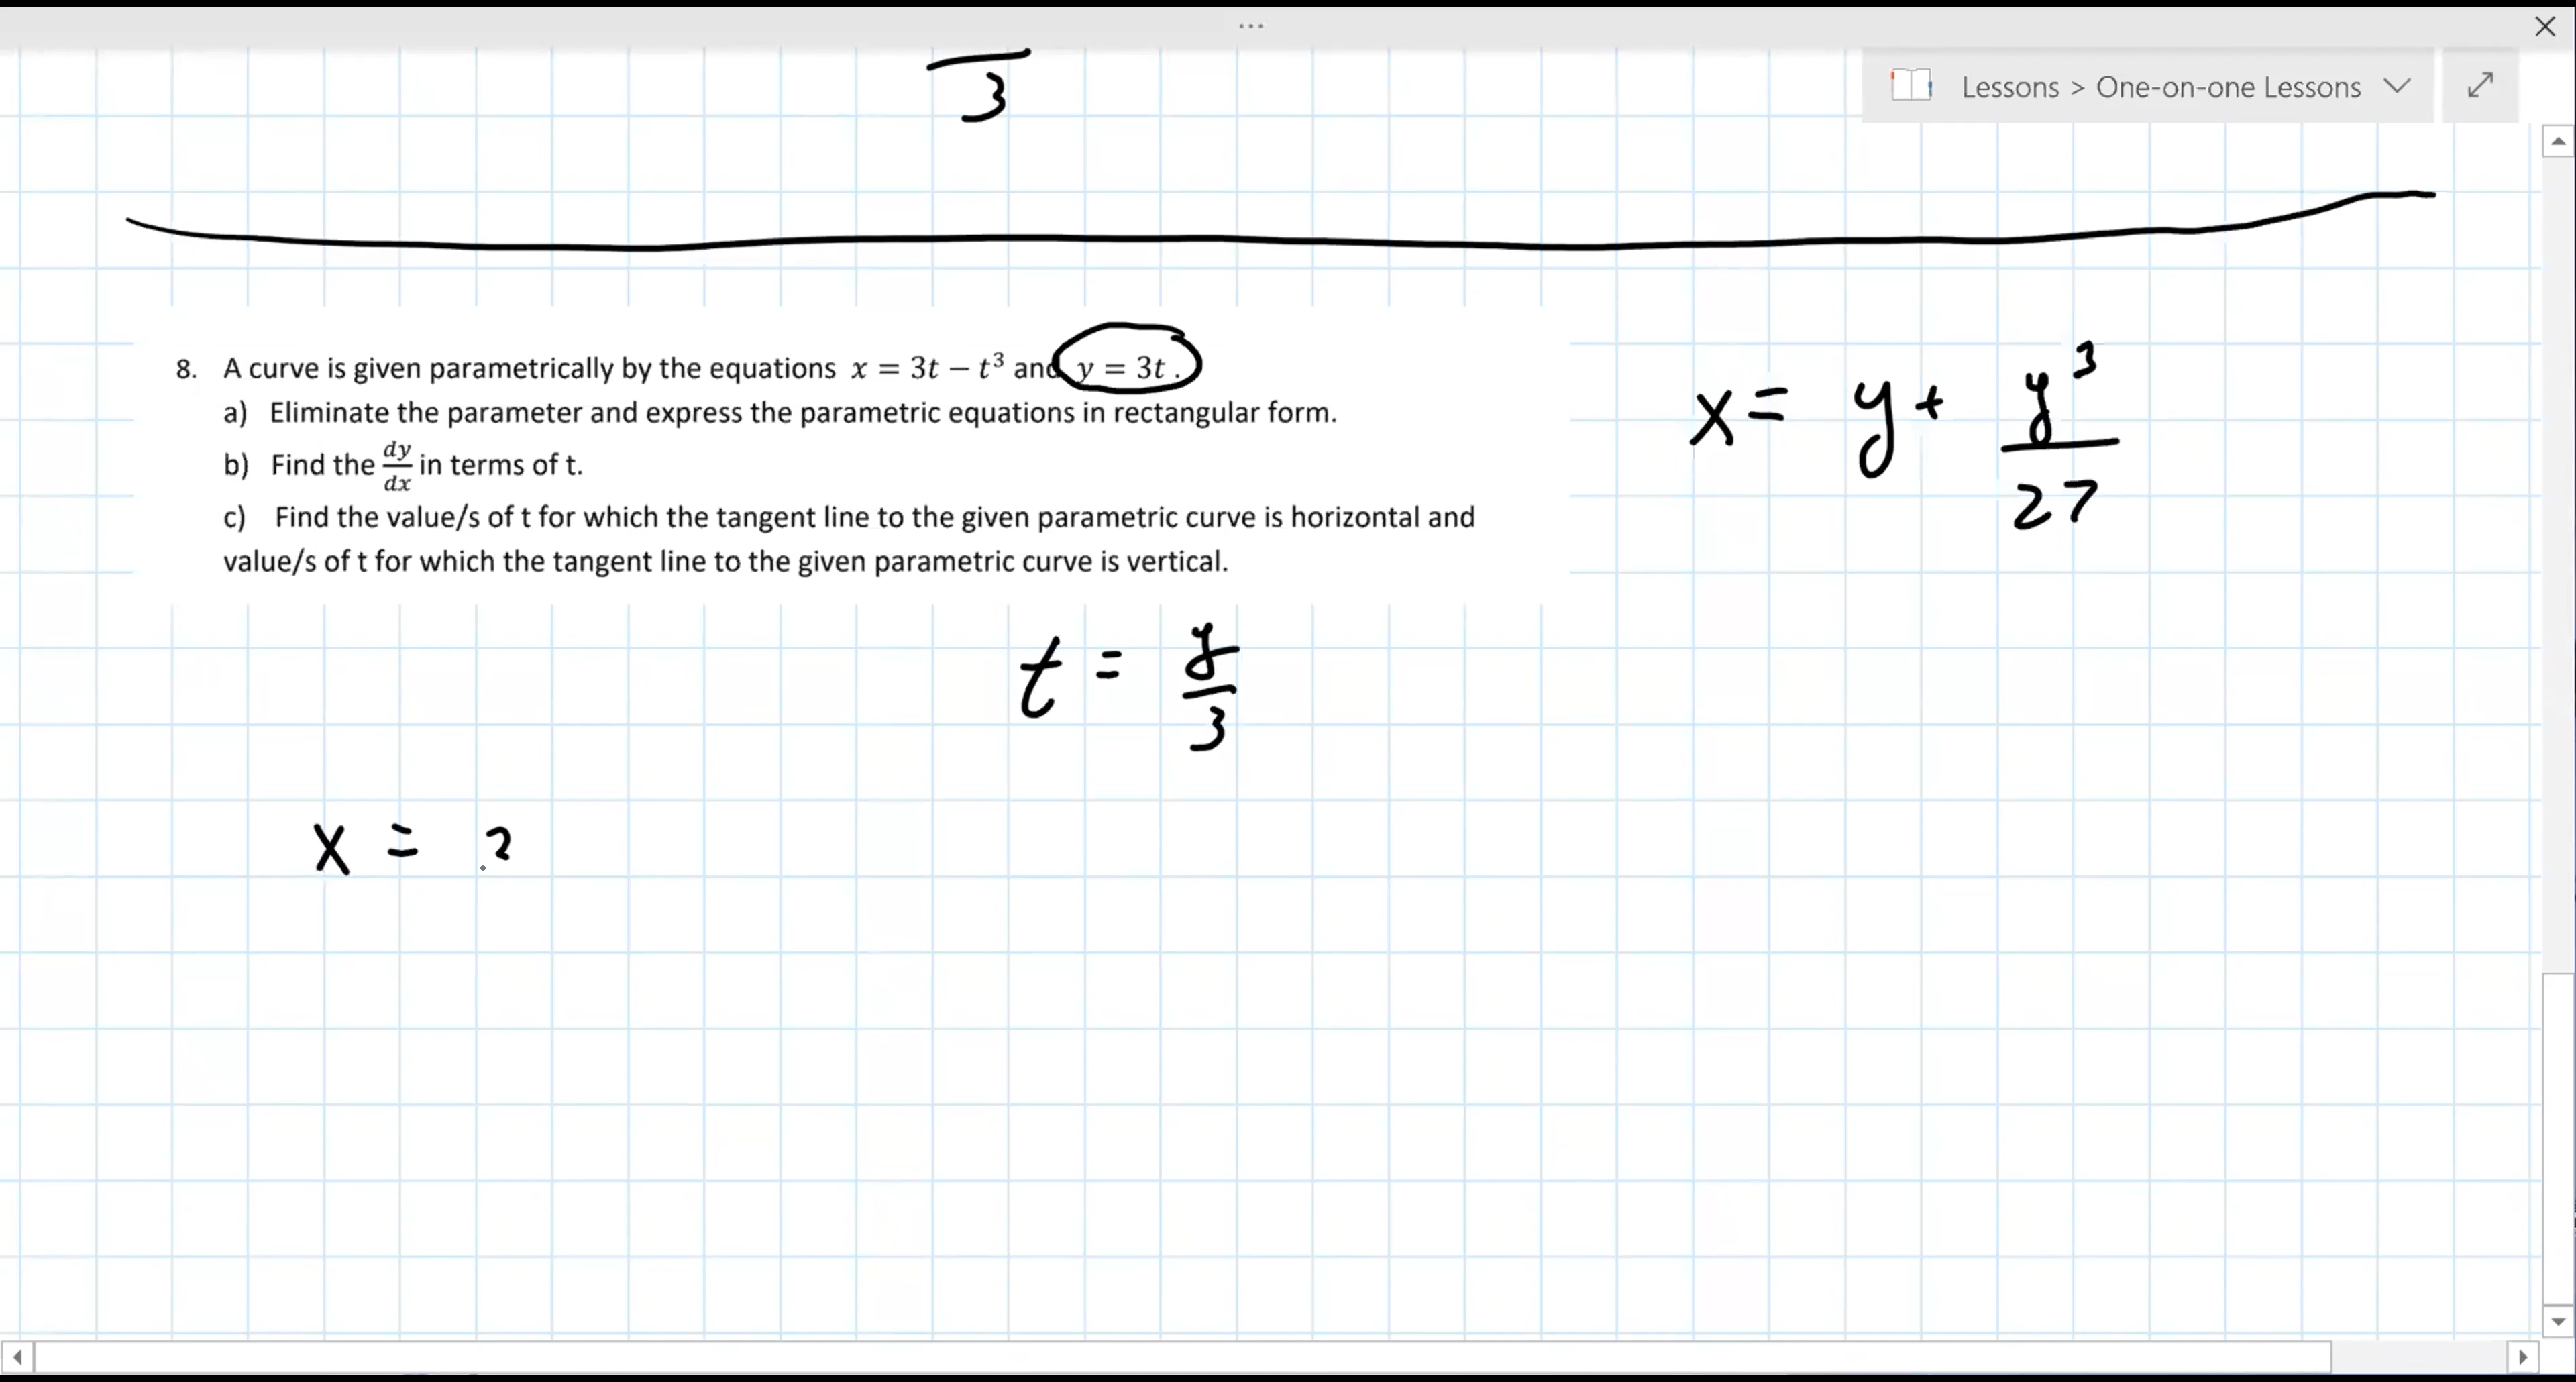 3
Lessons > One-on-one Lessons
8. A curve is given parametrically by the equations x = 3t − t³ and y = 3t .
a) Eliminate the parameter and express the parametric equations in rectangular form.
b) Find the dy/dx in terms of t.
c) Find the value/s of t for which the tangent line to the given parametric curve is horizontal and
value/s of t for which the tangent line to the given parametric curve is vertical.
x = y + y³/27
t = y/3
x =